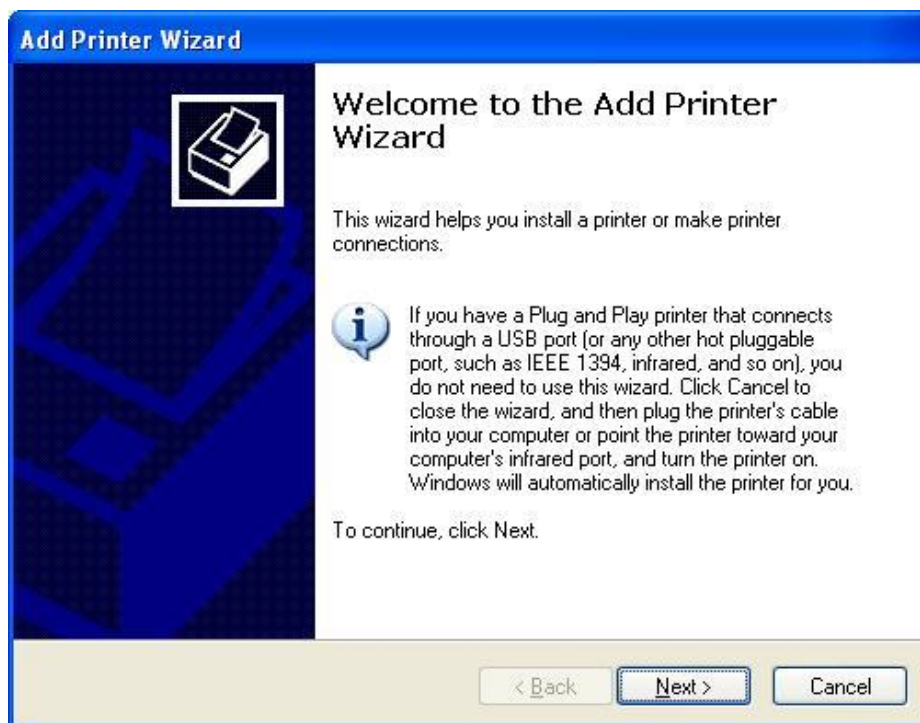 Add Printer Wizard
Welcome to the Add Printer
Wizard
This wizard helps you install a printer or make printer
connections.
If you have a Plug and Play printer that connects
through a USB port (or any other hot pluggable
port, such as IEEE 1394, infrared, and so on), you
do not need to use this wizard. Click Cancel to
close the wizard, and then plug the printer's cable
into your computer or point the printer toward your
computer's infrared port, and turn the printer on.
Windows will automatically install the printer for you.
To continue, click Next.
< Back
Next >
Cancel